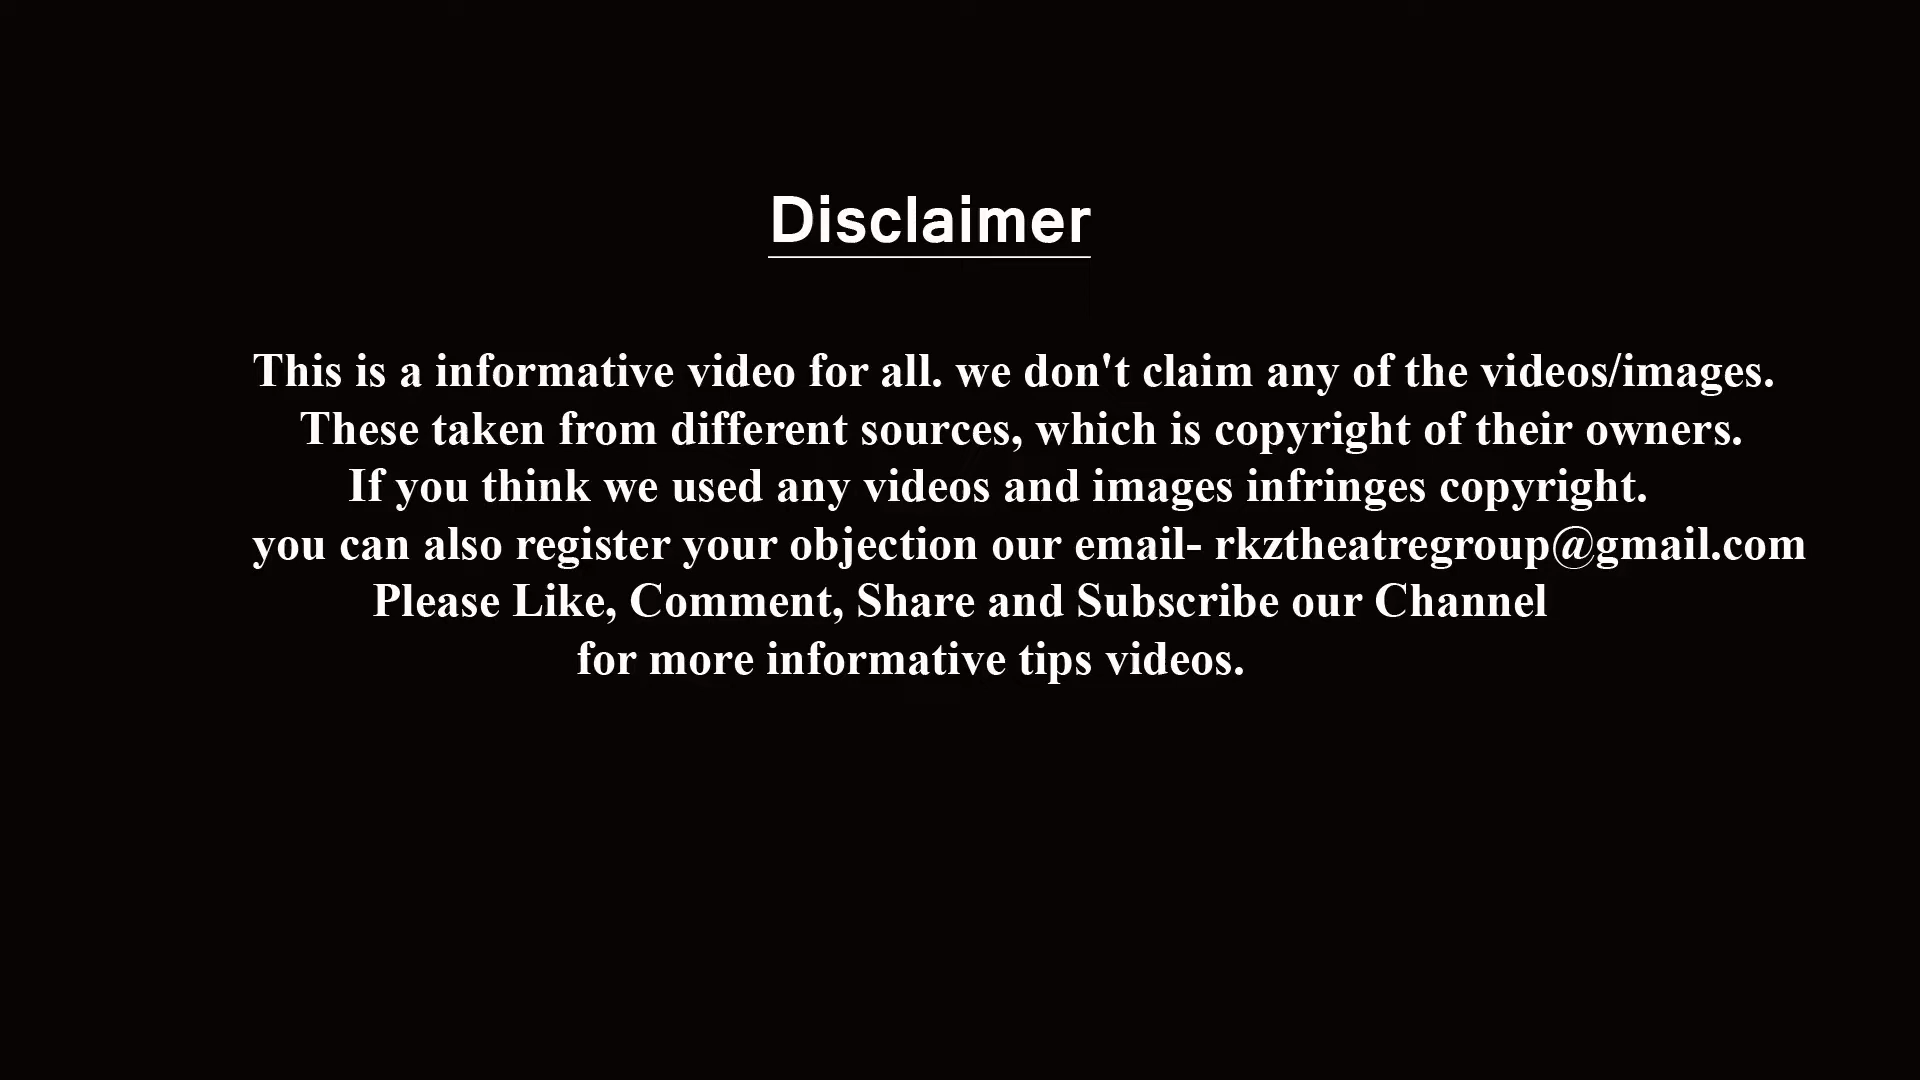 Disclaimer
This is a informative video for all. we don't claim any of the videos/images.
These taken from different sources, which is copyright of their owners.
If you think we used any videos and images infringes copyright.
you can also register your objection our email- rkztheatregroup@gmail.com
Please Like, Comment, Share and Subscribe our Channel
for more informative tips videos.